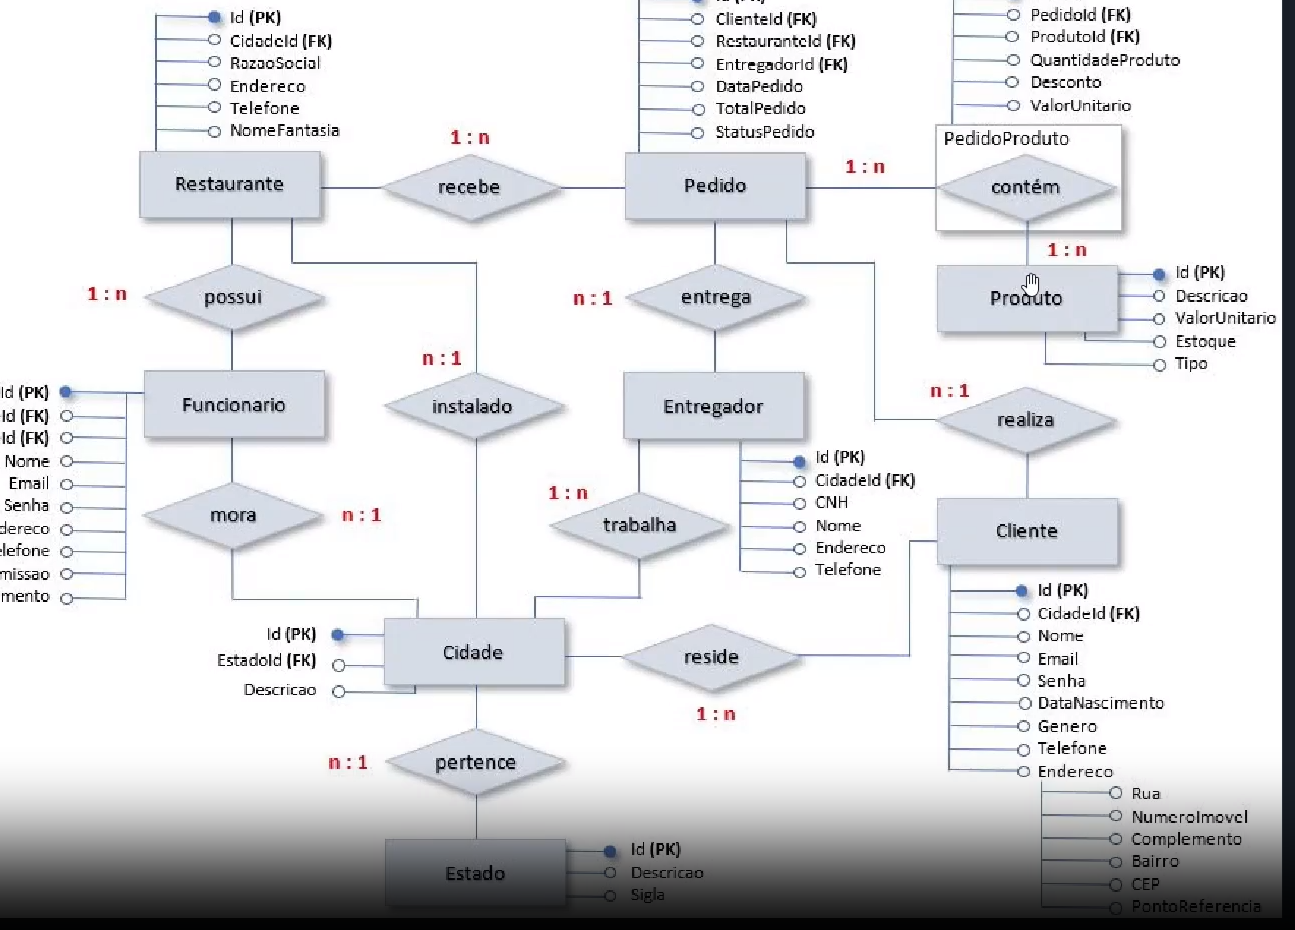 Id (PK)
CidadeId (FK)
RazaoSocial
Endereco
Telefone
NomeFantasia
Restaurante
1:n
recebe
Id (PK)
ClienteId (FK)
RestauranteId (FK)
EntregadorId (FK)
DataPedido
TotalPedido
StatusPedido
Pedido
1:n
PedidoId (FK)
ProdutoId (FK)
QuantidadeProduto
Desconto
ValorUnitario
PedidoProduto
contém
1:n
Produto
Id (PK)
Descricao
ValorUnitario
Estoque
Tipo
1:n
possui
n:1
entrega
n:1
instalado
n:1
realiza
Id (PK)
Id (FK)
Id (FK)
Nome
Email
Senha
dereco
elefone
missao
mento
Funcionario
Entregador
Id (PK)
CidadeId (FK)
CNH
Nome
Endereco
Telefone
mora
n:1
1:n
trabalha
Cliente
Id (PK)
CidadeId (FK)
Nome
Email
Senha
DataNascimento
Genero
Telefone
Endereco
Rua
NumeroImovel
Complemento
Bairro
CEP
PontoReferencia
Id (PK)
EstadoId (FK)
Descricao
Cidade
reside
1:n
n:1
pertence
Estado
Id (PK)
Descricao
Sigla